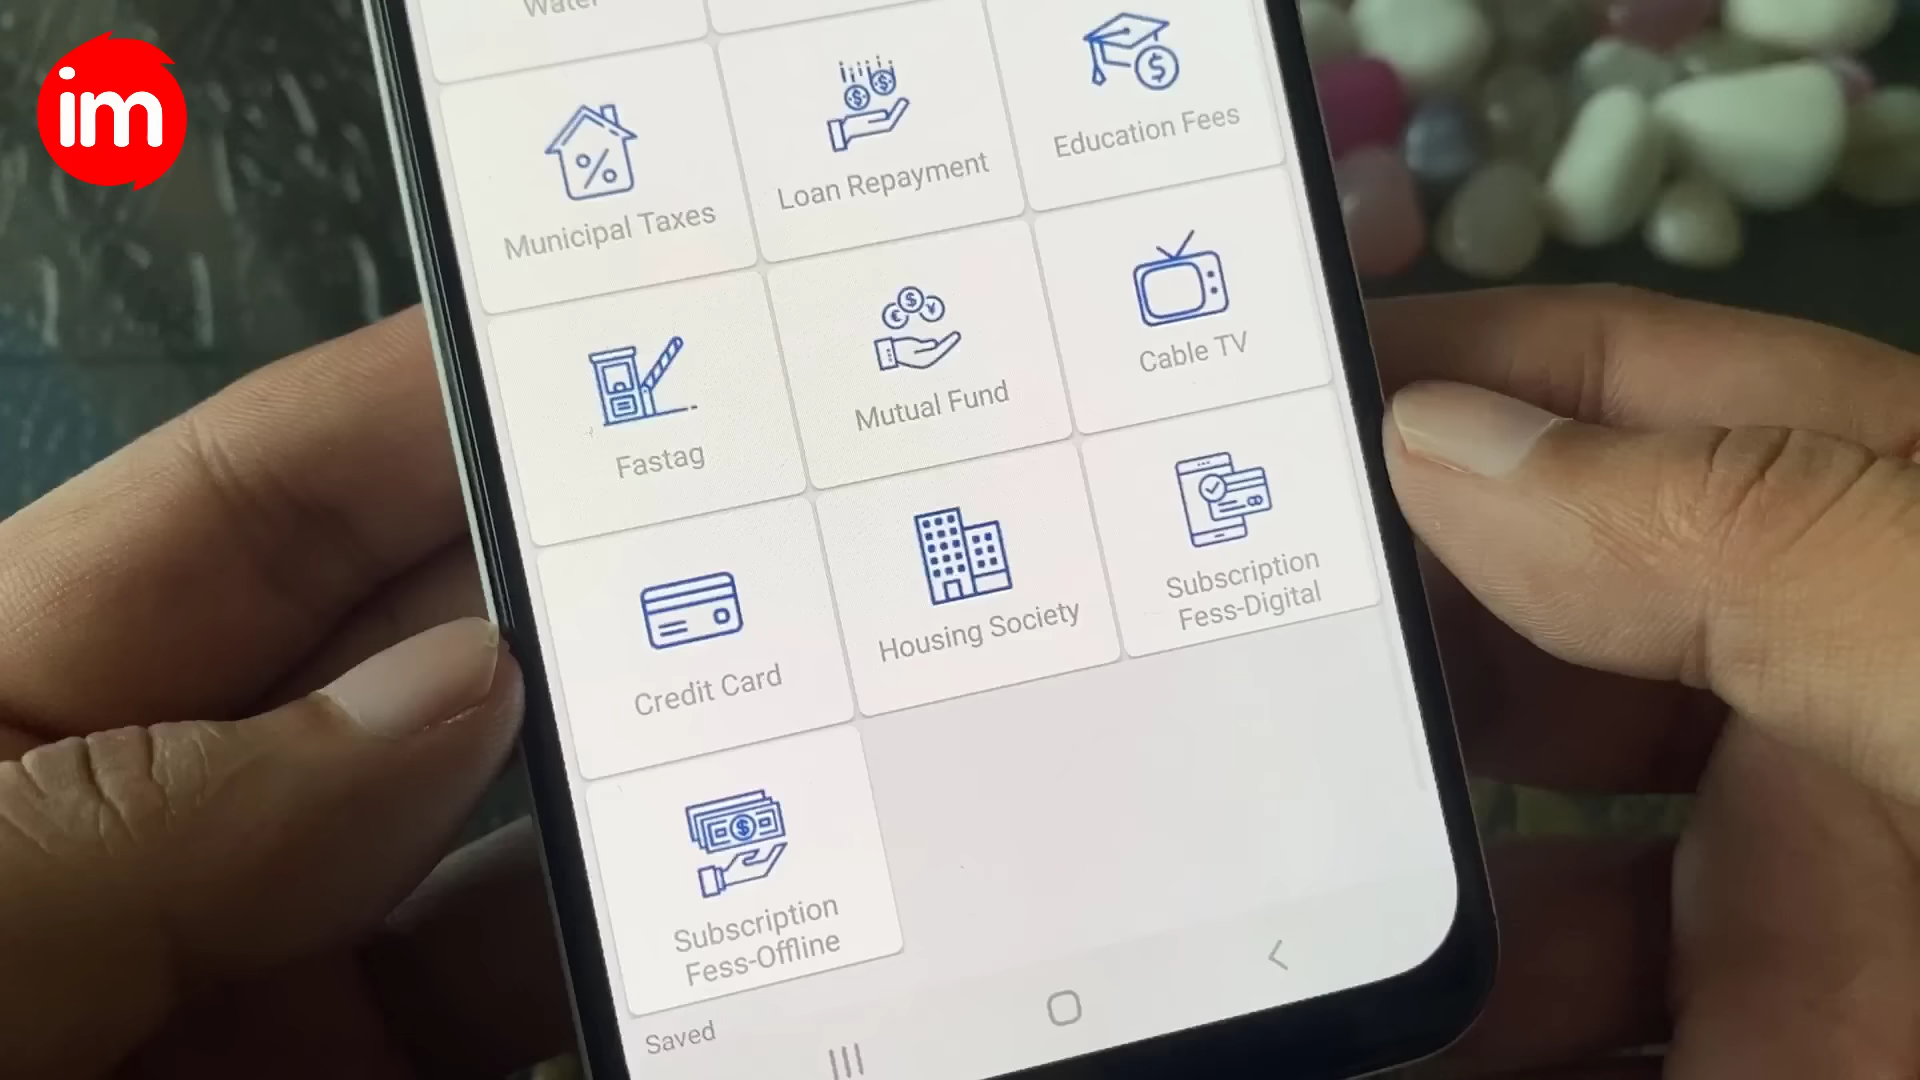 im
Water
Municipal Taxes
Loan Repayment
Education Fees
Fastag
Mutual Fund
Cable TV
Credit Card
Housing Society
Subscription
Fess-Digital
Subscription
Fess-Offline
Saved